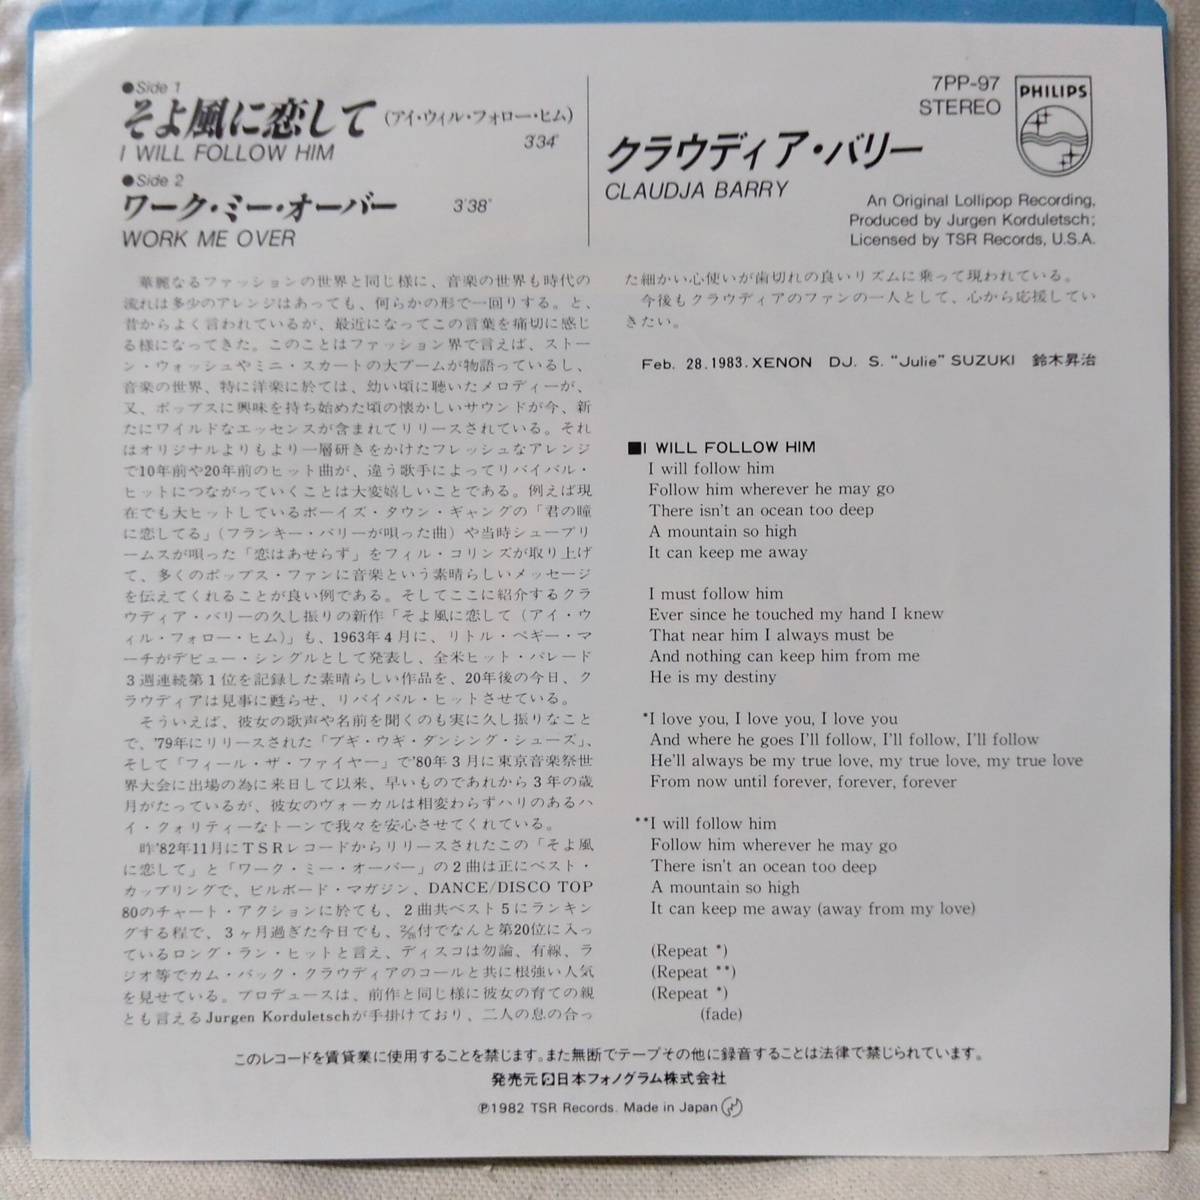 ●Side 1
そよ風に恋して(アイ・ウィル・フォロー・ヒム)
I WILL FOLLOW HIM 3'34"
●Side 2
ワーク・ミー・オーバー 3'38"
WORK ME OVER
7PP-97
STEREO
PHILIPS
クラウディア・バリー
CLAUDJA BARRY
An Original Lollipop Recording,
Produced by Jurgen Korduletsch;
Licensed by TSR Records, U.S.A.
華麗なるファッションの世界と同じ様に、音楽の世界も時代の
流れは多少のアレンジはあっても、何らかの形で一回りする。と、
昔からよく言われているが、最近になってこの言葉を痛切に感じ
る様になってきた。このことはファッション界で言えば、ストー
ン・ウォッシュやミニ・スカートの大ブームが物語っているし、
音楽の世界、特に洋楽に於ては、幼い頃に聴いたメロディーが、
又、ポップスに興味を持ち始めた頃の懐かしいサウンドが今、新
たにワイルドなエッセンスが含まれてリリースされている。それ
はオリジナルよりもより一層研きをかけたフレッシュなアレンジ
で10年前や20年前のヒット曲が、違う歌手によってリバイバル・
ヒットにつながっていくことは大変嬉しいことである。例えば現
在でも大ヒットしているボーイズ・タウン・ギャングの「君の瞳
に恋してる」(フランキー・バリーが唄った曲)や当時シュープリ
ームスが唄った「恋はあせらず」をフィル・コリンズが取り上げ
て、多くのポップス・ファンに音楽という素晴らしいメッセージ
を伝えてくれることが良い例である。そしてここに紹介するクラ
ウディア・バリーの久し振りの新作「そよ風に恋して(アイ・ウ
ィル・フォロー・ヒム)」も、1963年4月に、リトル・ペギー・マ
ーチがデビュー・シングルとして発表し、全米ヒット・パレード
3週連続第1位を記録した素晴らしい作品を、20年後の今日、ク
ラウディアは見事に甦らせ、リバイバル・ヒットさせている。
そういえば、彼女の歌声や名前を聞くのも実に久し振りなこと
で、'79年にリリースされた「ブギ・ウギ・ダンシング・シューズ」、
そして「フィール・ザ・ファイヤー」で'80年3月に東京音楽祭世
界大会に出場の為に来日して以来、早いものであれから3年の歳
月がたっているが、彼女のヴォーカルは相変わらずハリのあるハ
イ・クォリティーなトーンで我々を安心させてくれている。
昨'82年11月にTSRレコードからリリースされたこの「そよ風
に恋して」と「ワーク・ミー・オーバー」の2曲は正にベスト・
カップリングで、ビルボード・マガジン、DANCE/DISCO TOP
80のチャート・アクションに於ても、2曲共ベスト5にランキン
グする程で、3ヶ月過ぎた今日でも、2/26付でなんと第20位に入っ
ているロング・ラン・ヒットと言え、ディスコは勿論、有線、ラ
ジオ等でカム・バック・クラウディアのコールと共に根強い人気
を見せている。プロデュースは、前作と同じ様に彼女の育ての親
とも言えるJurgen Korduletschが手掛けており、二人の息の合っ
た細かい心使いが歯切れの良いリズムに乗って現われている。
今後もクラウディアのファンの一人として、心から応援してい
きたい。
Feb. 28.1983. XENON DJ. S. "Julie" SUZUKI 鈴木昇治
■I WILL FOLLOW HIM
I will follow him
Follow him wherever he may go
There isn't an ocean too deep
A mountain so high
It can keep me away
I must follow him
Ever since he touched my hand I knew
That near him I always must be
And nothing can keep him from me
He is my destiny
*I love you, I love you, I love you
And where he goes I'll follow, I'll follow, I'll follow
He'll always be my true love, my true love, my true love
From now until forever, forever, forever
**I will follow him
Follow him wherever he may go
There isn't an ocean too deep
A mountain so high
It can keep me away (away from my love)
(Repeat *)
(Repeat **)
(Repeat *)
(fade)
このレコードを賃貸業に使用することを禁じます。また無断でテープその他に録音することは法律で禁じられています。
発売元 日本フォノグラム株式会社
℗1982 TSR Records. Made in Japan